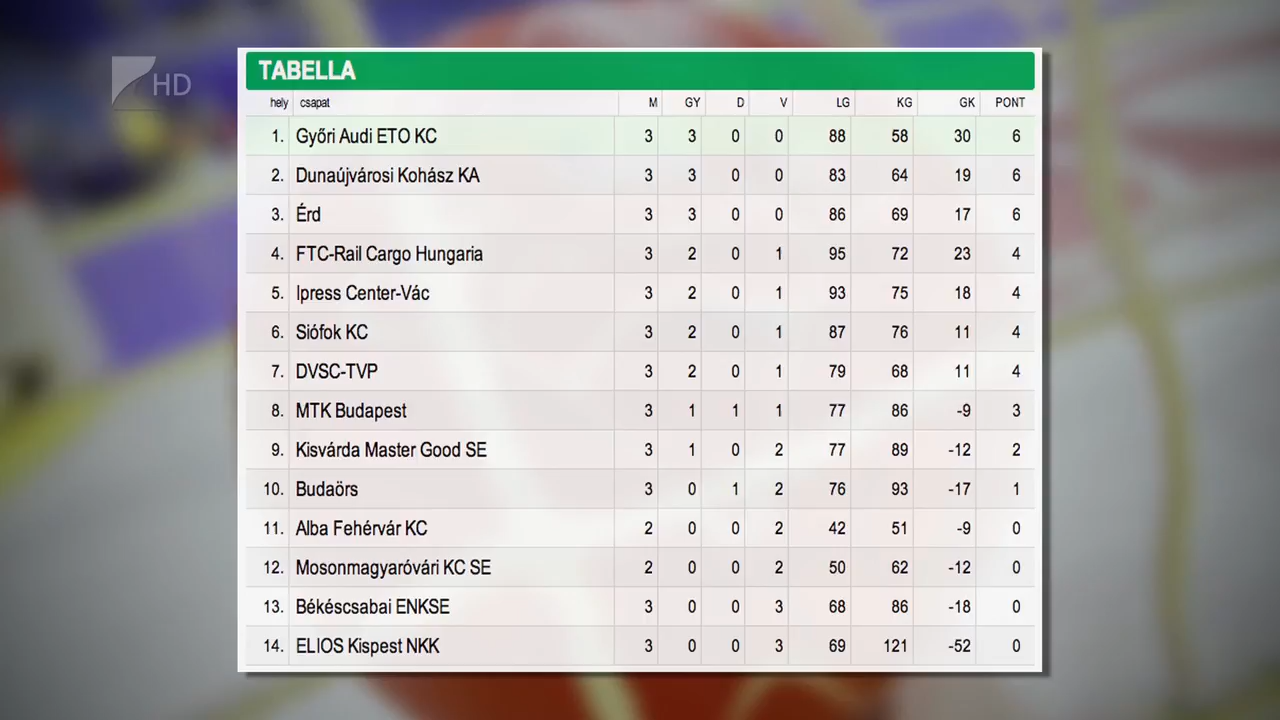 HD
TABELLA
hely csapat M GY D V LG KG GK PONT
1. Győri Audi ETO KC 3 3 0 0 88 58 30 6
2. Dunaújvárosi Kohász KA 3 3 0 0 83 64 19 6
3. Érd 3 3 0 0 86 69 17 6
4. FTC-Rail Cargo Hungaria 3 2 0 1 95 72 23 4
5. Ipress Center-Vác 3 2 0 1 93 75 18 4
6. Siófok KC 3 2 0 1 87 76 11 4
7. DVSC-TVP 3 2 0 1 79 68 11 4
8. MTK Budapest 3 1 1 1 77 86 -9 3
9. Kisvárda Master Good SE 3 1 0 2 77 89 -12 2
10. Budaörs 3 0 1 2 76 93 -17 1
11. Alba Fehérvár KC 2 0 0 2 42 51 -9 0
12. Mosonmagyaróvári KC SE 2 0 0 2 50 62 -12 0
13. Békéscsabai ENKSE 3 0 0 3 68 86 -18 0
14. ELIOS Kispest NKK 3 0 0 3 69 121 -52 0